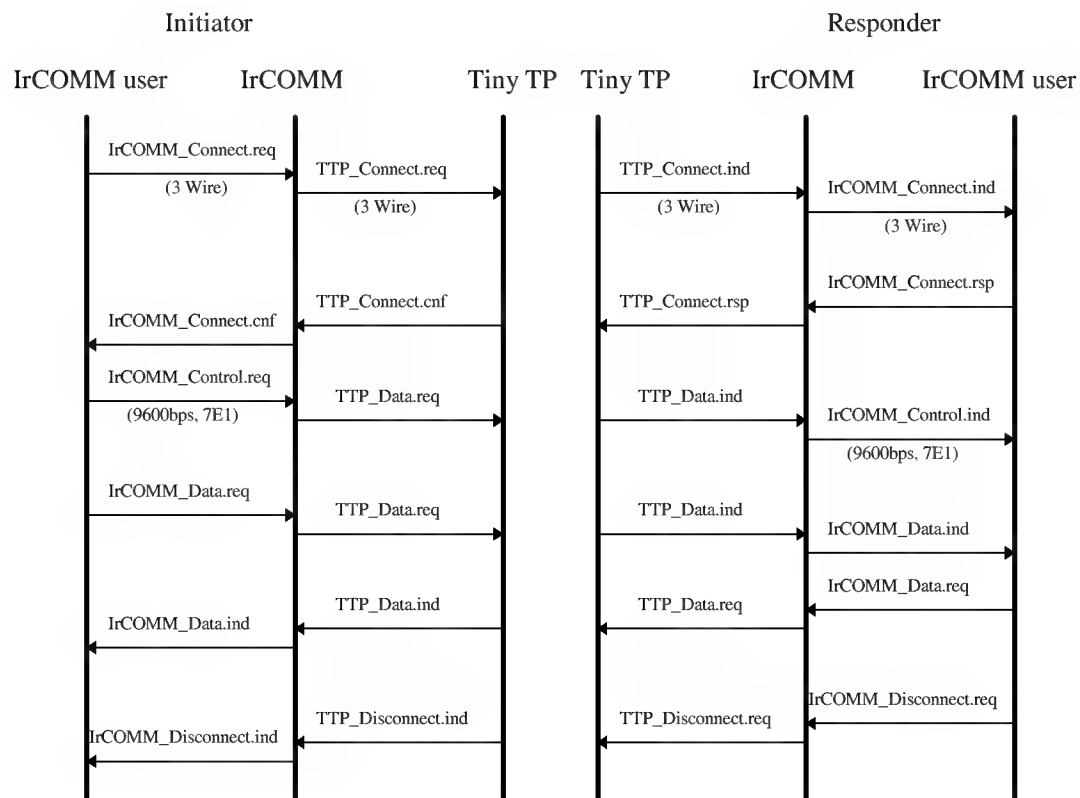 Initiator
Responder
IrCOMM user
IrCOMM
Tiny TP
Tiny TP
IrCOMM
IrCOMM user
IrCOMM_Connect.req
(3 Wire)
TTP_Connect.req
(3 Wire)
TTP_Connect.ind
(3 Wire)
IrCOMM_Connect.ind
(3 Wire)
IrCOMM_Connect.rsp
TTP_Connect.rsp
TTP_Connect.cnf
IrCOMM_Connect.cnf
IrCOMM_Control.req
(9600bps, 7E1)
TTP_Data.req
TTP_Data.ind
IrCOMM_Control.ind
(9600bps, 7E1)
IrCOMM_Data.req
TTP_Data.req
TTP_Data.ind
IrCOMM_Data.ind
IrCOMM_Data.req
TTP_Data.req
TTP_Data.ind
IrCOMM_Data.ind
IrCOMM_Disconnect.req
TTP_Disconnect.req
TTP_Disconnect.ind
IrCOMM_Disconnect.ind